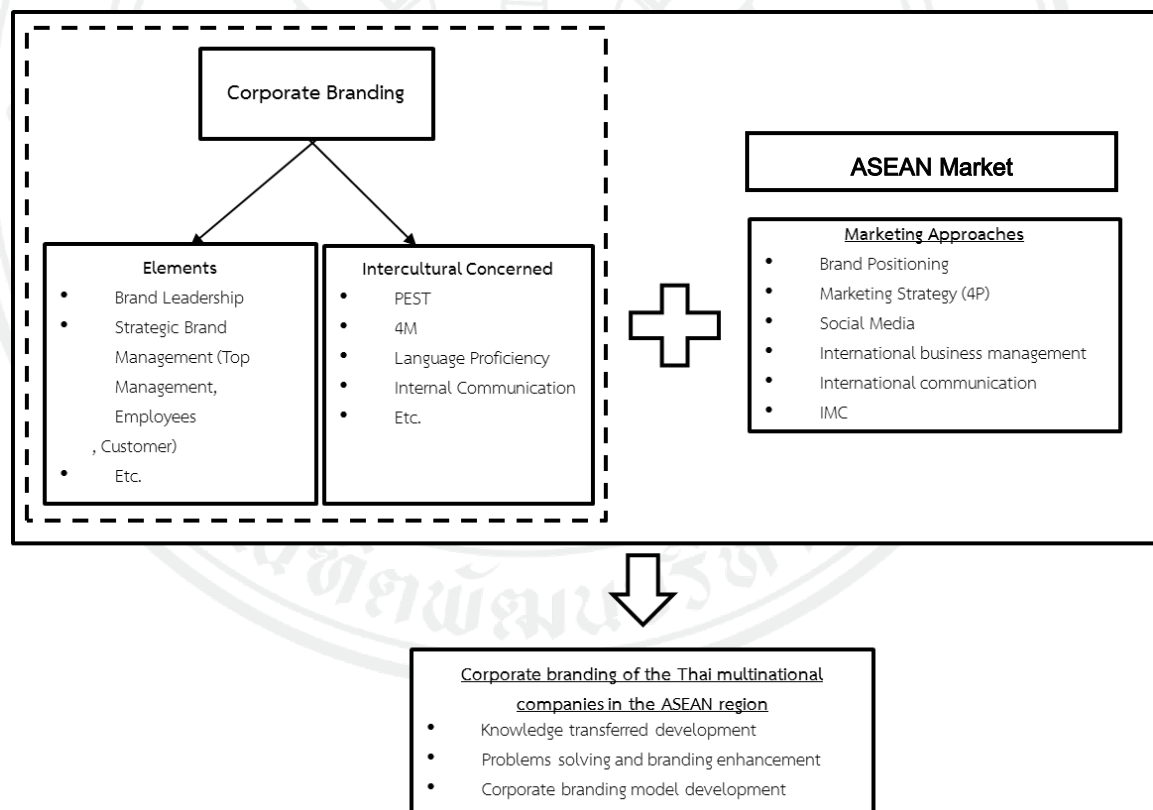 Corporate Branding
Elements
• Brand Leadership
• Strategic Brand
Management (Top
Management,
Employees
, Customer)
• Etc.
Intercultural Concerned
• PEST
• 4M
• Language Proficiency
• Internal Communication
• Etc.
ASEAN Market
Marketing Approaches
• Brand Positioning
• Marketing Strategy (4P)
• Social Media
• International business management
• International communication
• IMC
Corporate branding of the Thai multinational
companies in the ASEAN region
• Knowledge transferred development
• Problems solving and branding enhancement
• Corporate branding model development